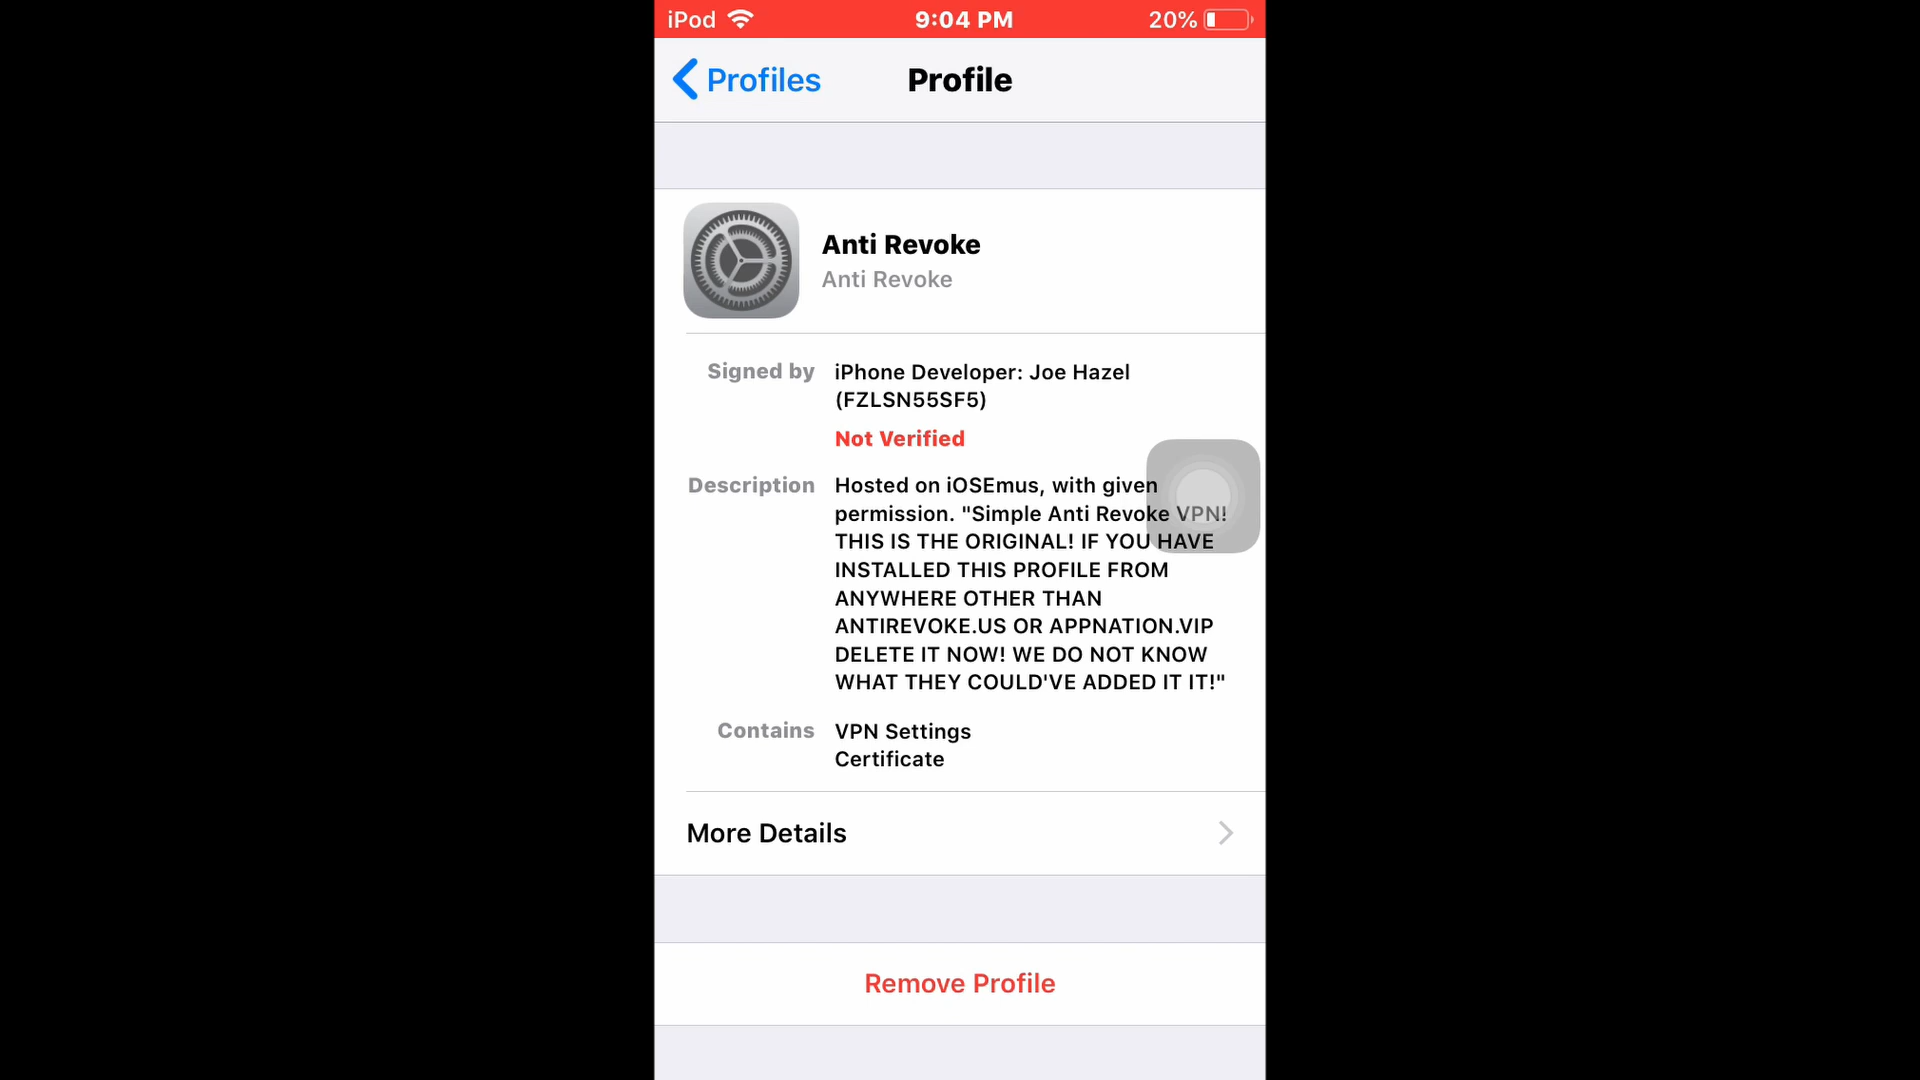 iPod 9:04 PM 20%
Profiles Profile
Anti Revoke
Anti Revoke
Signed by iPhone Developer: Joe Hazel
(FZLSN55SF5)
Not Verified
Description Hosted on iOSEmus, with given
permission. "Simple Anti Revoke VPN!
THIS IS THE ORIGINAL! IF YOU HAVE
INSTALLED THIS PROFILE FROM
ANYWHERE OTHER THAN
ANTIREVOKE.US OR APPNATION.VIP
DELETE IT NOW! WE DO NOT KNOW
WHAT THEY COULD'VE ADDED IT IT!"
Contains VPN Settings
Certificate
More Details
Remove Profile